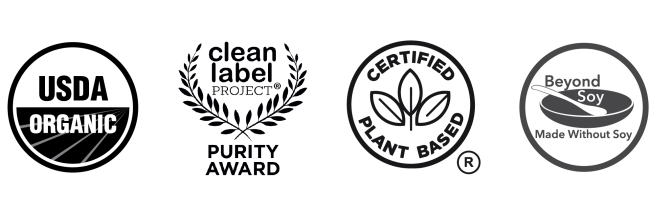 USDA
ORGANIC
clean
label
PROJECT®
PURITY
AWARD
CERTIFIED
PLANT BASED
®
Beyond
Soy
Made Without Soy